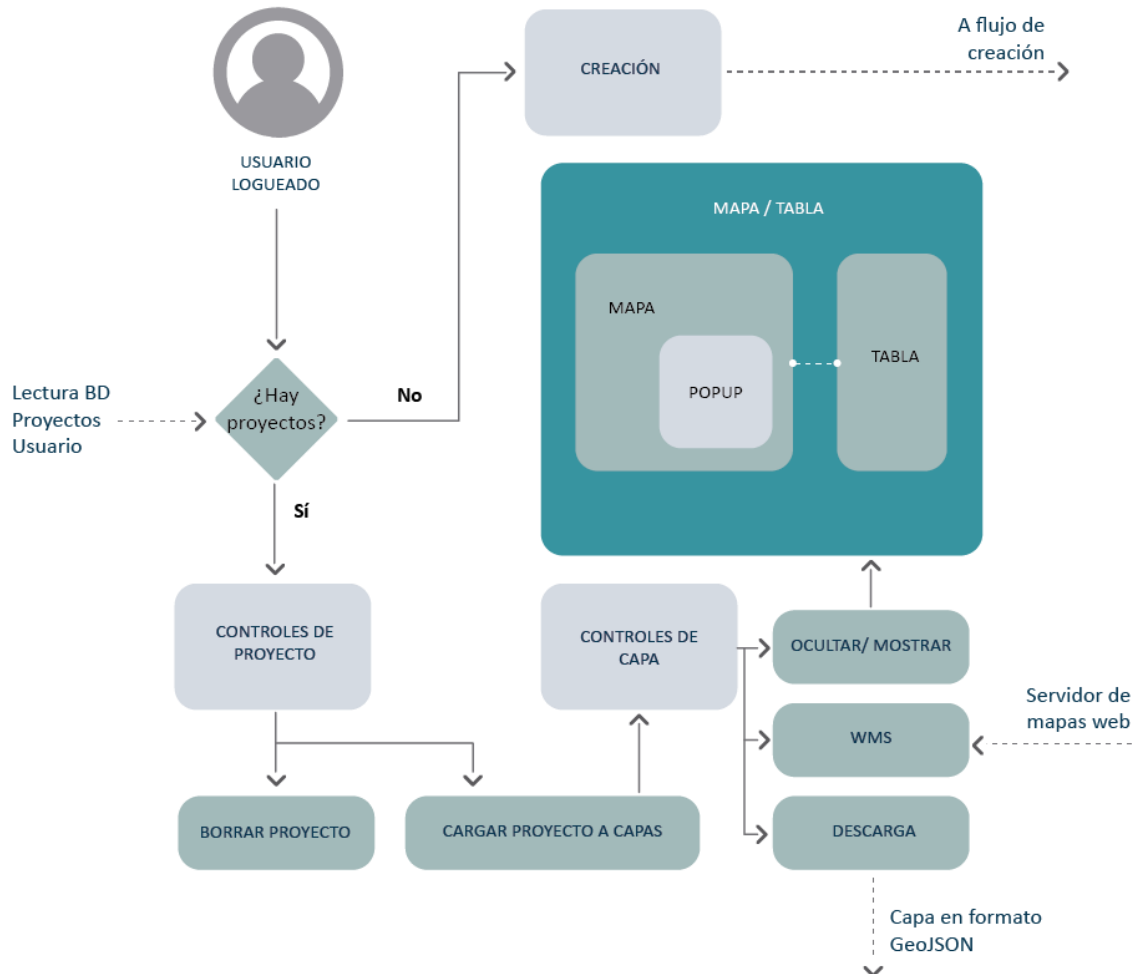 USUARIO
LOGUEADO
CREACIÓN
A flujo de
creación
MAPA / TABLA
MAPA
POPUP
TABLA
Lectura BD
Proyectos
Usuario
¿Hay
proyectos?
No
Sí
CONTROLES DE
PROYECTO
CONTROLES DE
CAPA
OCULTAR/ MOSTRAR
Servidor de
mapas web
WMS
BORRAR PROYECTO
CARGAR PROYECTO A CAPAS
DESCARGA
Capa en formato
GeoJSON